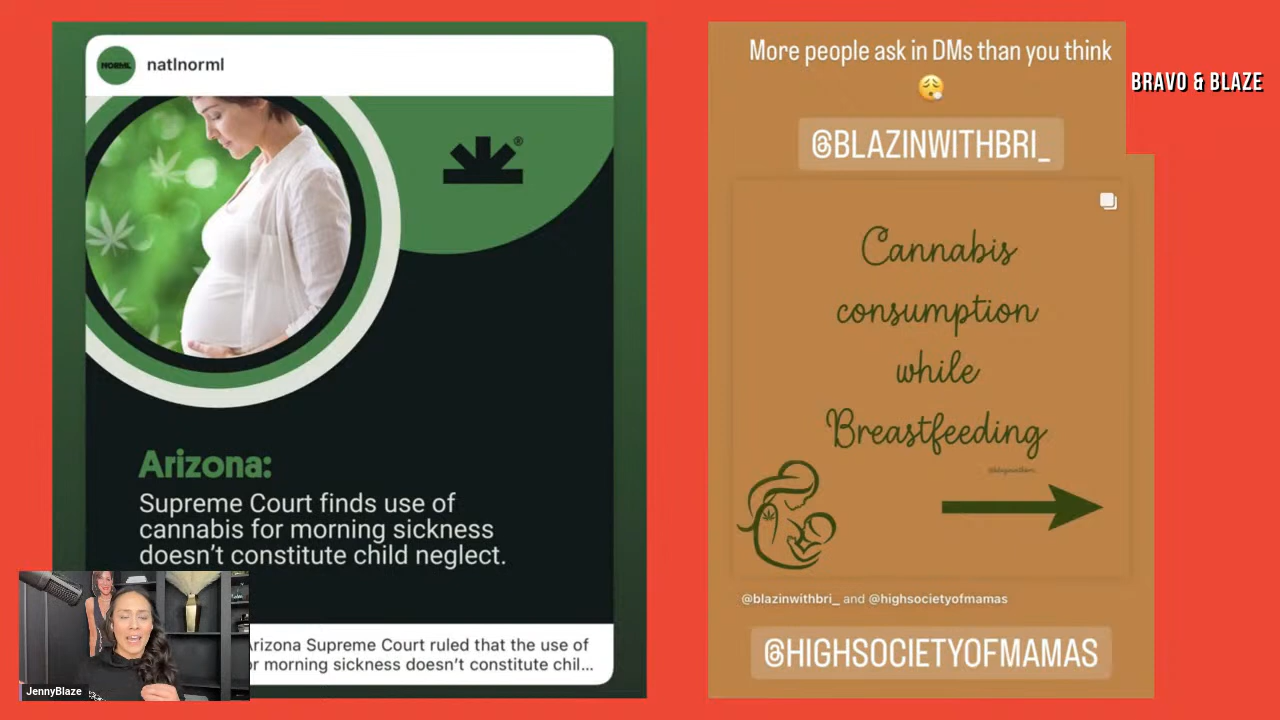 NORML
natlnorml
®
Arizona:
Supreme Court finds use of
cannabis for morning sickness
doesn't constitute child neglect.
Arizona Supreme Court ruled that the use of
or morning sickness doesn't constitute chil...
JennyBlaze
More people ask in DMs than you think
@BLAZINWITHBRI_
Cannabis
consumption
while
Breastfeeding
@blazinwithbri_
@blazinwithbri_ and @highsocietyofmamas
@HIGHSOCIETYOFMAMAS
BRAVO & BLAZE